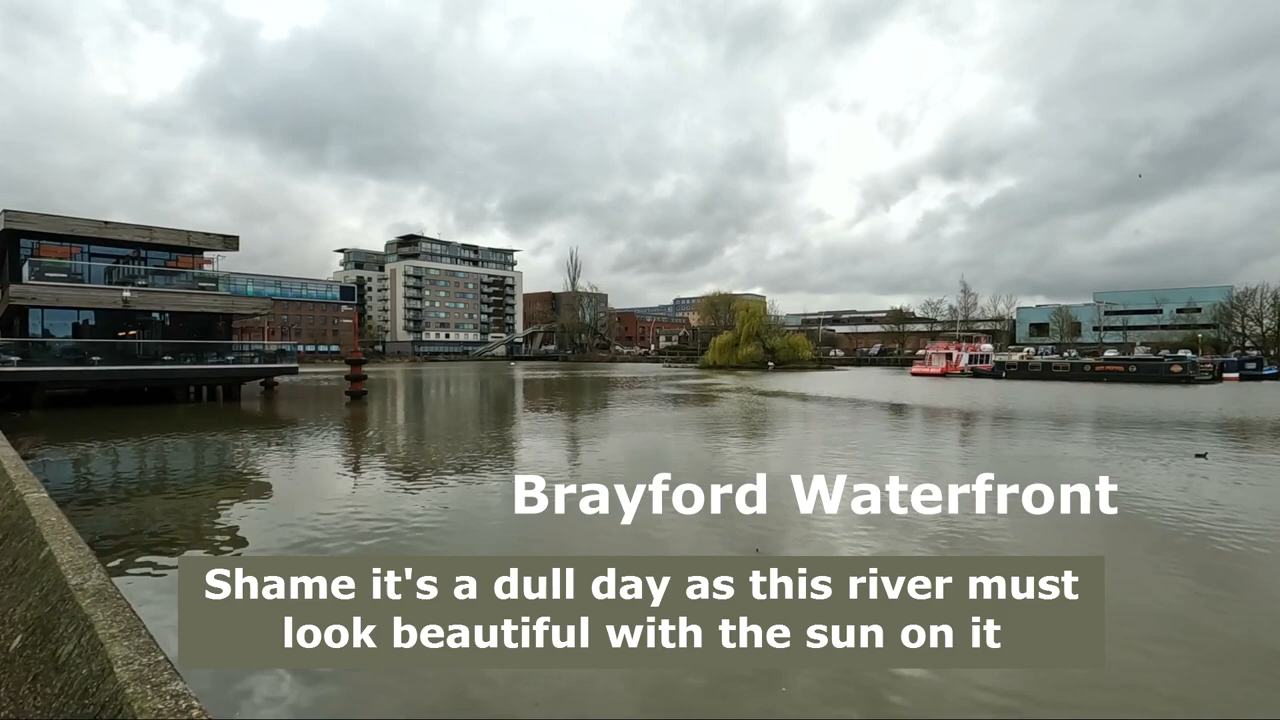 Brayford Waterfront
Shame it's a dull day as this river must
look beautiful with the sun on it